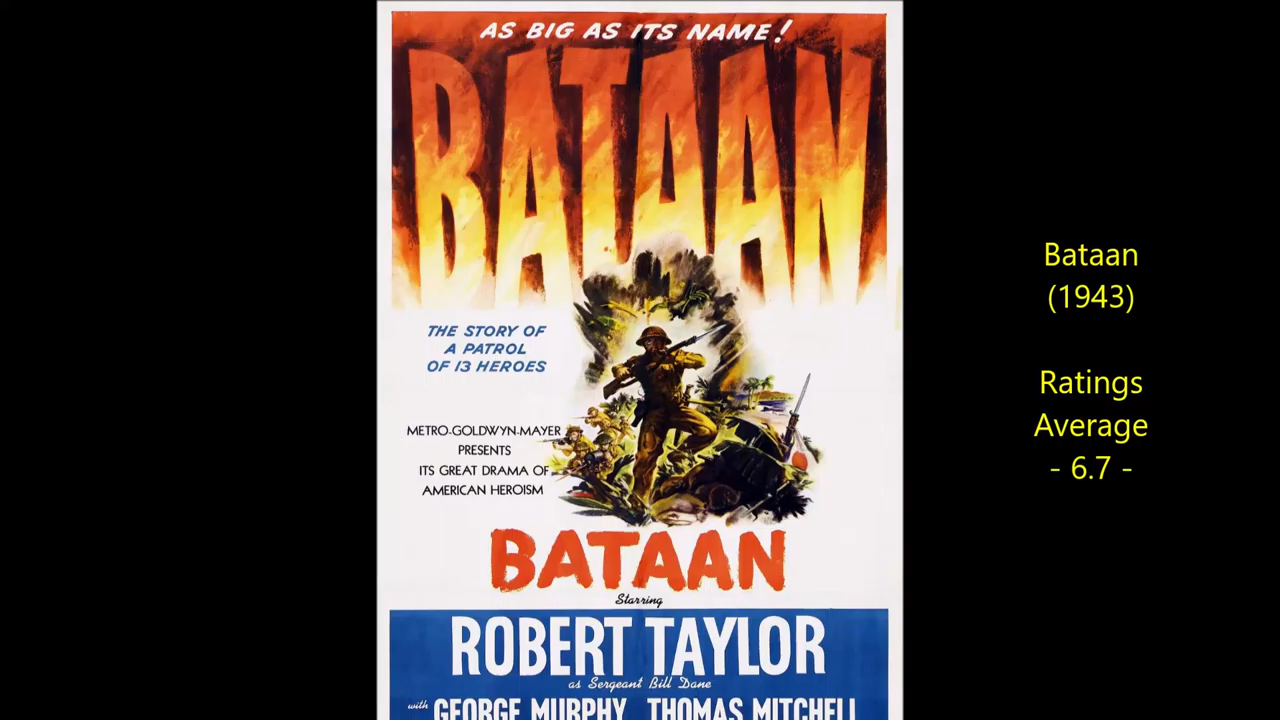 AS BIG AS ITS NAME!
BATAAN
THE STORY OF
A PATROL
OF 13 HEROES
METRO-GOLDWYN-MAYER
PRESENTS
ITS GREAT DRAMA OF
AMERICAN HEROISM
BATAAN
Starring
ROBERT TAYLOR
as Sergeant Bill Dane
with GEORGE MURPHY THOMAS MITCHELL
Bataan
(1943)
Ratings
Average
- 6.7 -